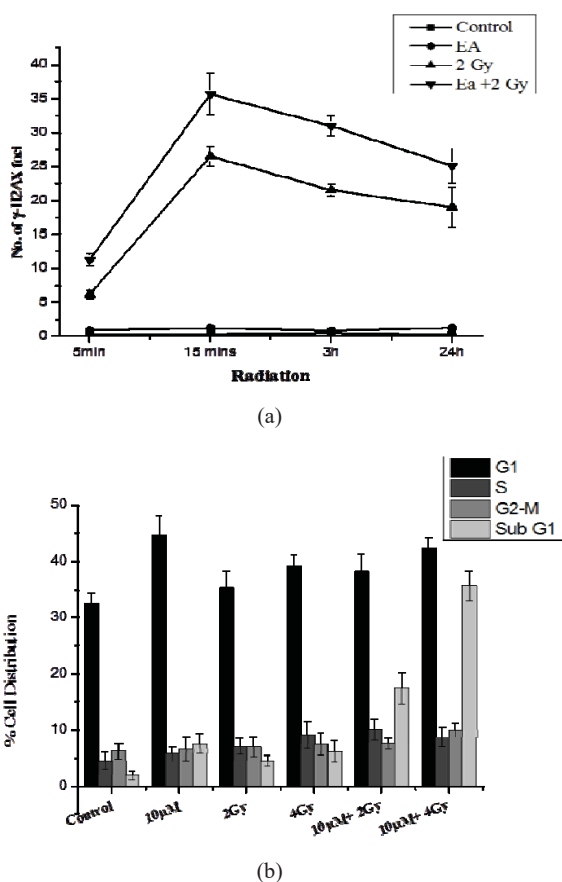 Control
EA
2 Gy
Ea +2 Gy
No. of γ-H2AX foci
40
35
30
25
20
15
10
5
0
5min
15 mins
3h
24h
Radiation
(a)
G1
S
G2-M
Sub G1
% Cell Distribution
50
40
30
20
10
0
Control
10µM
2Gy
4Gy
10µM+ 2Gy
10µM+ 4Gy
(b)